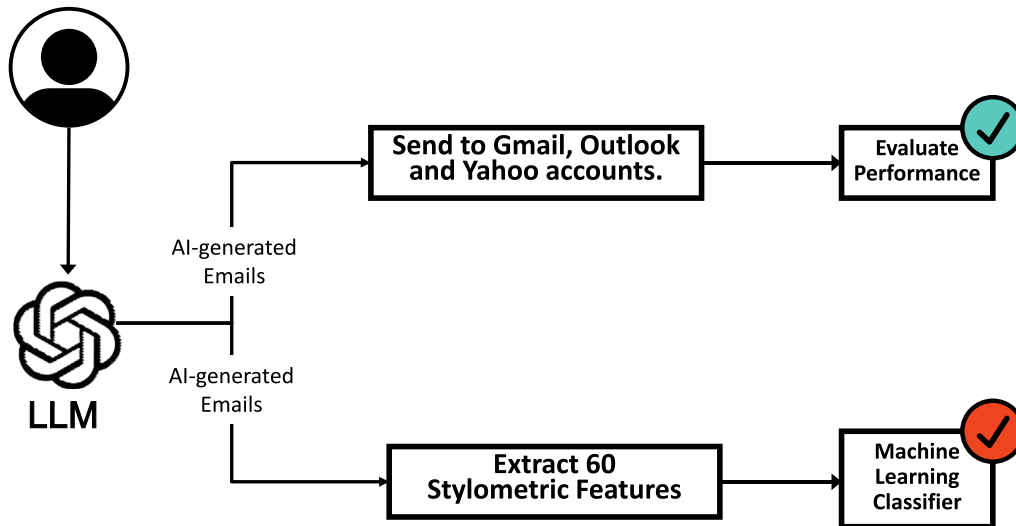 Send to Gmail, Outlook
and Yahoo accounts.
Evaluate
Performance
AI-generated
Emails
LLM
AI-generated
Emails
Extract 60
Stylometric Features
Machine
Learning
Classifier